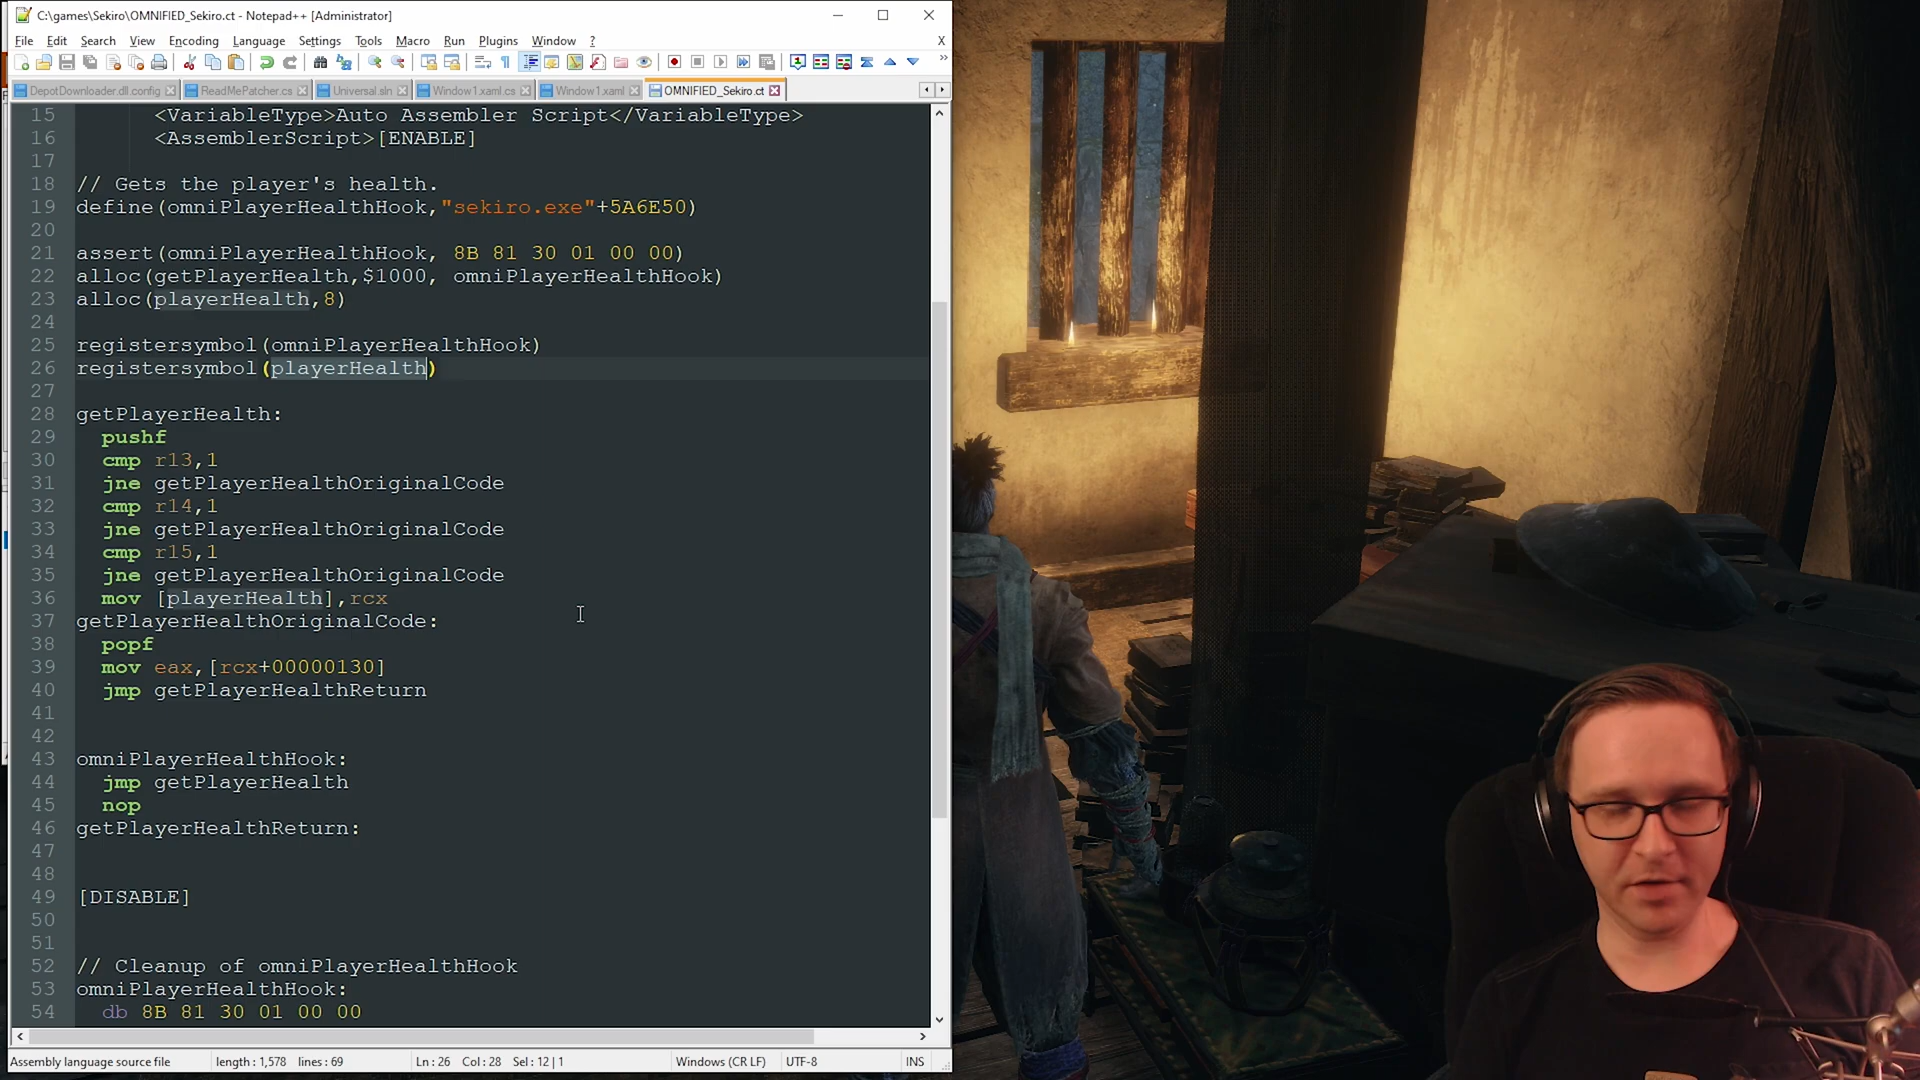 C:\games\Sekiro\OMNIFIED_Sekiro.ct - Notepad++ [Administrator]
File Edit Search View Encoding Language Settings Tools Macro Run Plugins Window ? X
DepotDownloader.dll.config ReadMePatcher.cs Universal.sln Window1.xaml.cs Window1.xaml OMNIFIED_Sekiro.ct
15 <VariableType>Auto Assembler Script</VariableType>
16 <AssemblerScript>[ENABLE]
17
18 // Gets the player's health.
19 define(omniPlayerHealthHook,"sekiro.exe"+5A6E50)
20
21 assert(omniPlayerHealthHook, 8B 81 30 01 00 00)
22 alloc(getPlayerHealth,$1000, omniPlayerHealthHook)
23 alloc(playerHealth,8)
24
25 registersymbol(omniPlayerHealthHook)
26 registersymbol(playerHealth)
27
28 getPlayerHealth:
29 pushf
30 cmp r13,1
31 jne getPlayerHealthOriginalCode
32 cmp r14,1
33 jne getPlayerHealthOriginalCode
34 cmp r15,1
35 jne getPlayerHealthOriginalCode
36 mov [playerHealth],rcx
37 getPlayerHealthOriginalCode:
38 popf
39 mov eax,[rcx+00000130]
40 jmp getPlayerHealthReturn
41
42
43 omniPlayerHealthHook:
44 jmp getPlayerHealth
45 nop
46 getPlayerHealthReturn:
47
48
49 [DISABLE]
50
51
52 // Cleanup of omniPlayerHealthHook
53 omniPlayerHealthHook:
54 db 8B 81 30 01 00 00
Assembly language source file length : 1,578 lines : 69 Ln : 26 Col : 28 Sel : 12 | 1 Windows (CR LF) UTF-8 INS